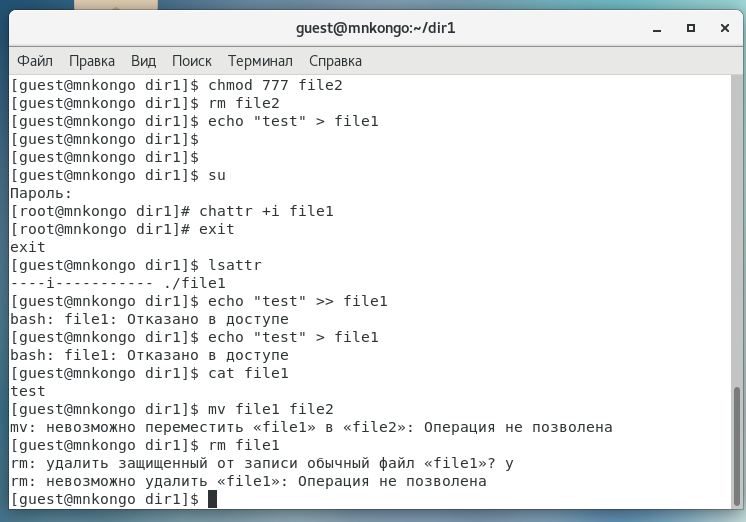 guest@mnkongo:~/dir1
Файл Правка Вид Поиск Терминал Справка
[guest@mnkongo dir1]$ chmod 777 file2
[guest@mnkongo dir1]$ rm file2
[guest@mnkongo dir1]$ echo "test" > file1
[guest@mnkongo dir1]$
[guest@mnkongo dir1]$
[guest@mnkongo dir1]$ su
Пароль:
[root@mnkongo dir1]# chattr +i file1
[root@mnkongo dir1]# exit
exit
[guest@mnkongo dir1]$ lsattr
----i----------- ./file1
[guest@mnkongo dir1]$ echo "test" >> file1
bash: file1: Отказано в доступе
[guest@mnkongo dir1]$ echo "test" > file1
bash: file1: Отказано в доступе
[guest@mnkongo dir1]$ cat file1
test
[guest@mnkongo dir1]$ mv file1 file2
mv: невозможно переместить «file1» в «file2»: Операция не позволена
[guest@mnkongo dir1]$ rm file1
rm: удалить защищенный от записи обычный файл «file1»? y
rm: невозможно удалить «file1»: Операция не позволена
[guest@mnkongo dir1]$